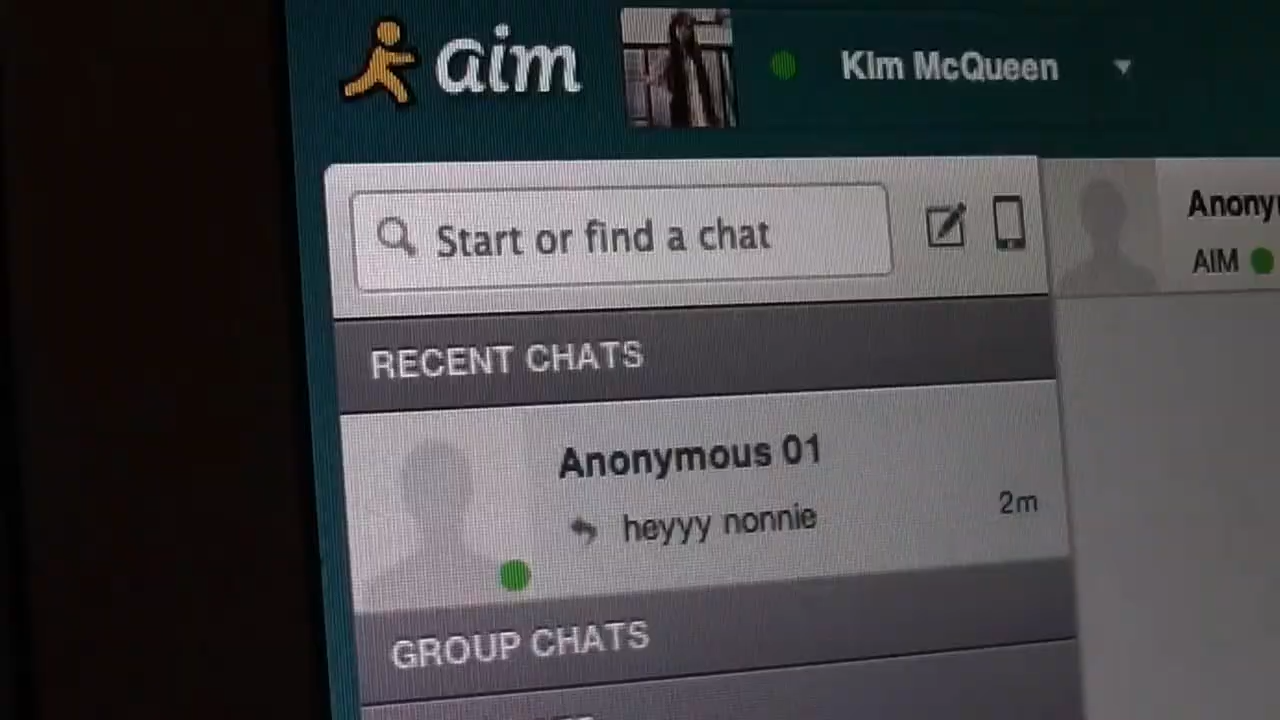 aim
KIm McQueen
Start or find a chat
AIM
RECENT CHATS
Anonymous 01
heyyy nonnie
2m
GROUP CHATS